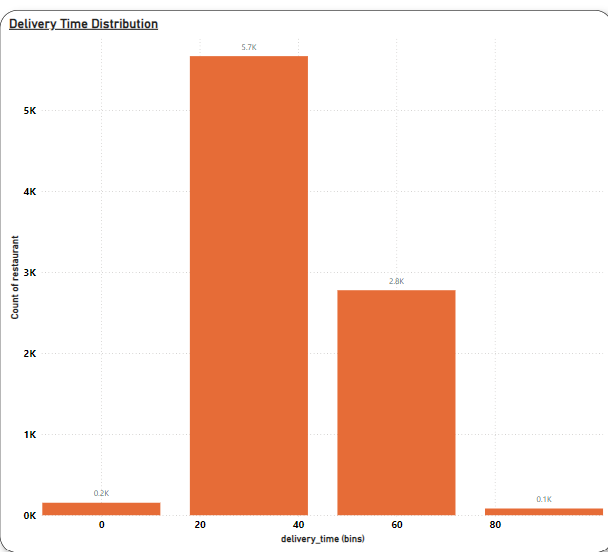 Delivery Time Distribution
5.7K
5K
4K
3K
2.8K
2K
1K
0.2K
0.1K
0K
0 20 40 60 80
delivery_time (bins)
Count of restaurant